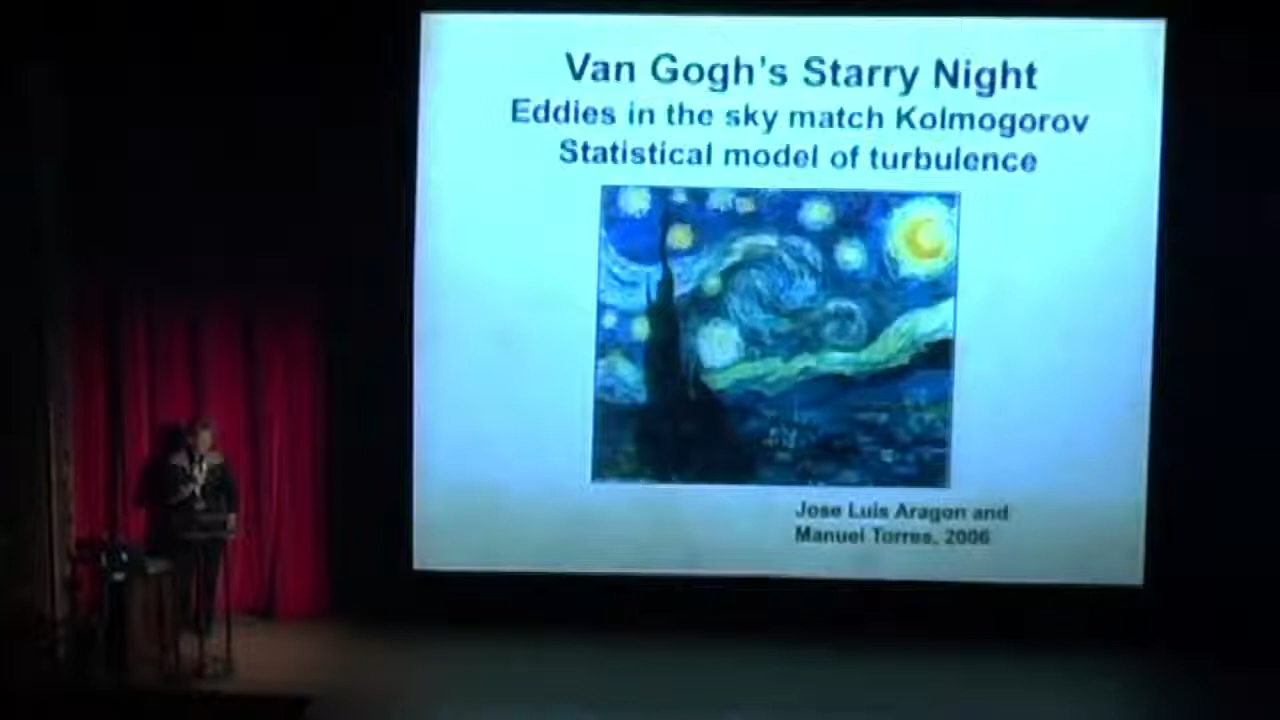 Van Gogh's Starry Night
Eddies in the sky match Kolmogorov
Statistical model of turbulence
Jose Luis Aragon and
Manuel Torres, 2006